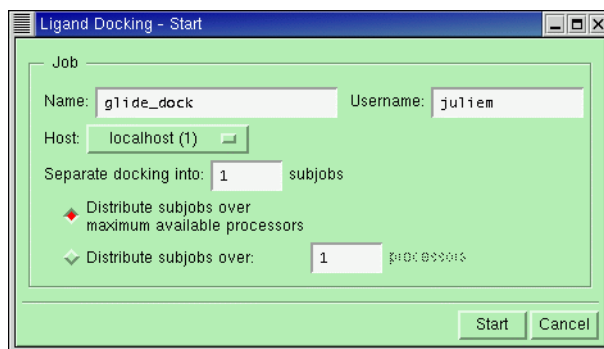 Ligand Docking - Start
Job
Name: glide_dock Username: juliem
Host: localhost (1)
Separate docking into: 1 subjobs
Distribute subjobs over
maximum available processors
Distribute subjobs over: 1 processors
Start Cancel